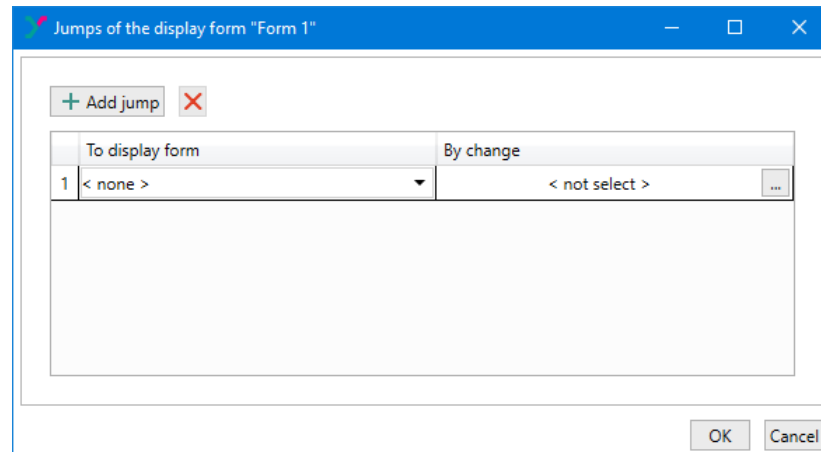 Jumps of the display form "Form 1"
Add jump
To display form By change
1 < none > < not select > ...
OK Cancel